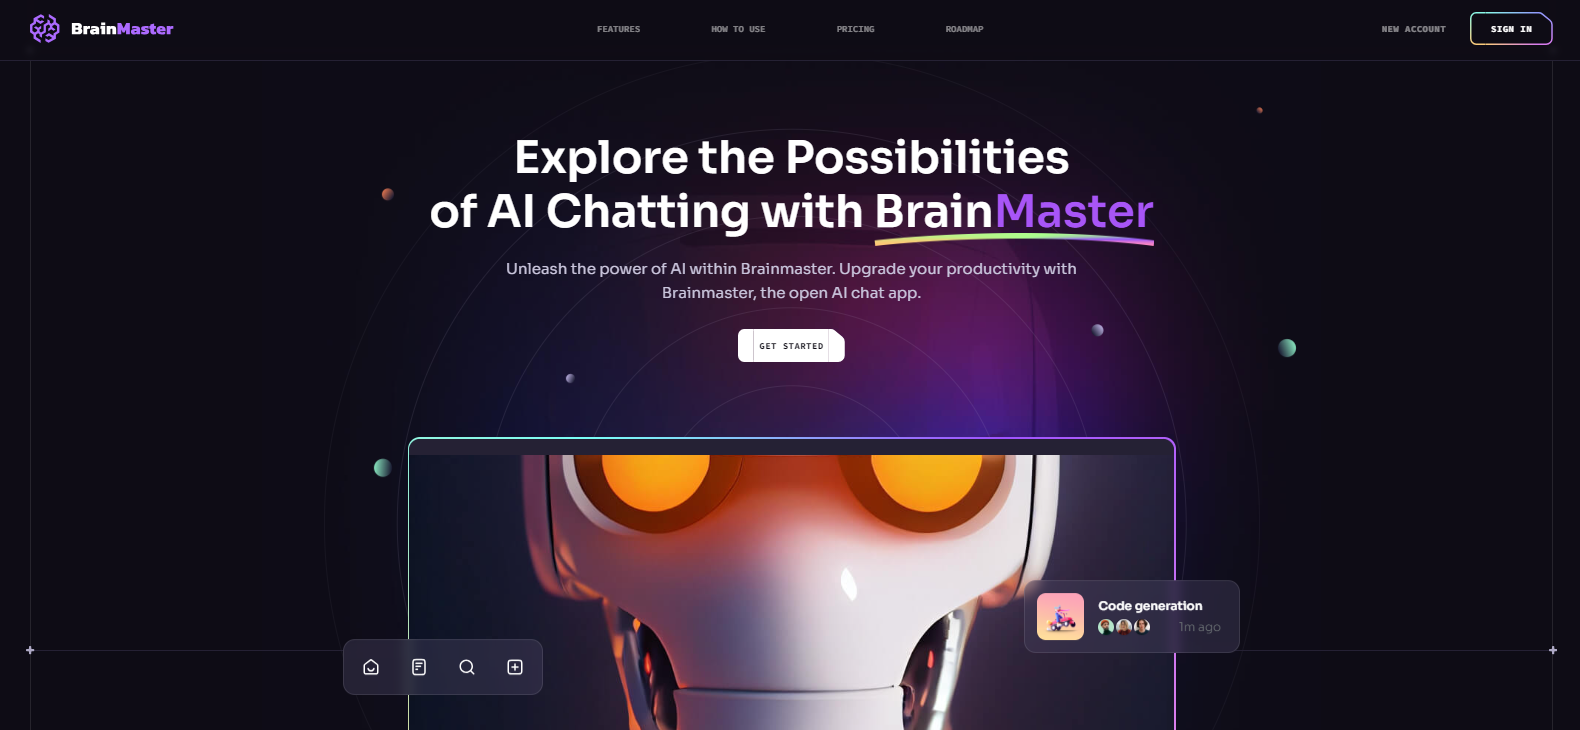 BrainMaster
FEATURES
HOW TO USE
PRICING
ROADMAP
NEW ACCOUNT
SIGN IN
Explore the Possibilities
of AI Chatting with BrainMaster
Unleash the power of AI within Brainmaster. Upgrade your productivity with
Brainmaster, the open AI chat app.
GET STARTED
Code generation
1m ago